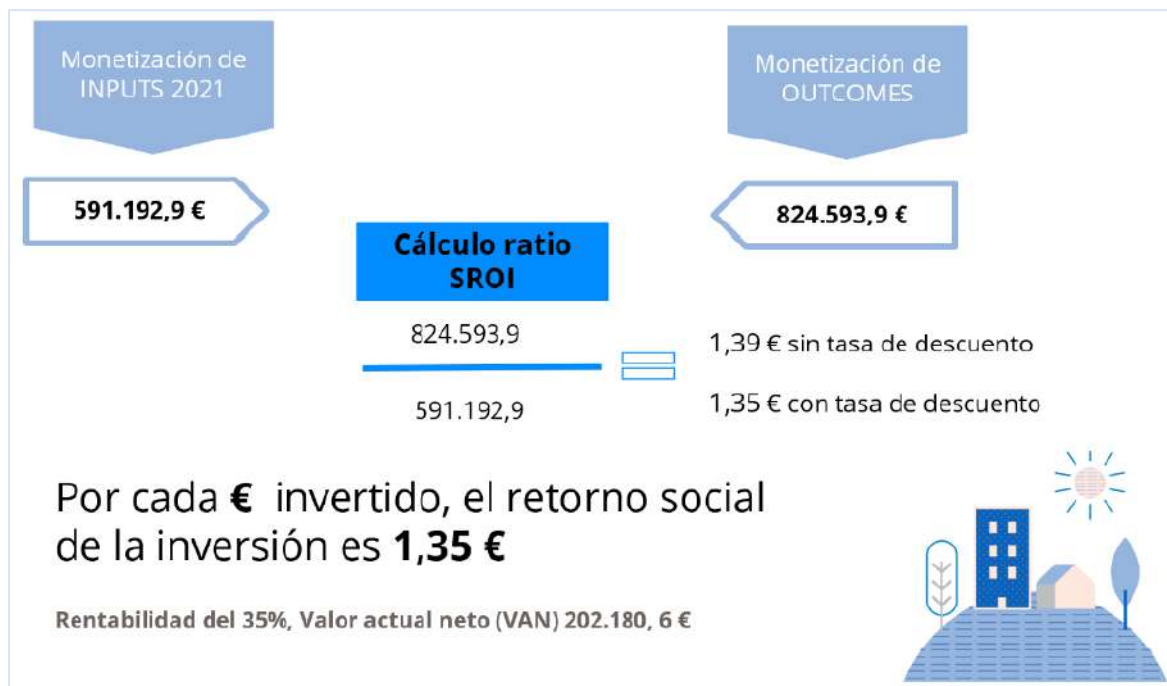 Monetización de
INPUTS 2021
Monetización de
OUTCOMES
591.192,9 €
824.593,9 €
Cálculo ratio
SROI
824.593,9
591.192,9
1,39 € sin tasa de descuento
1,35 € con tasa de descuento
Por cada € invertido, el retorno social
de la inversión es 1,35 €
Rentabilidad del 35%, Valor actual neto (VAN) 202.180, 6 €